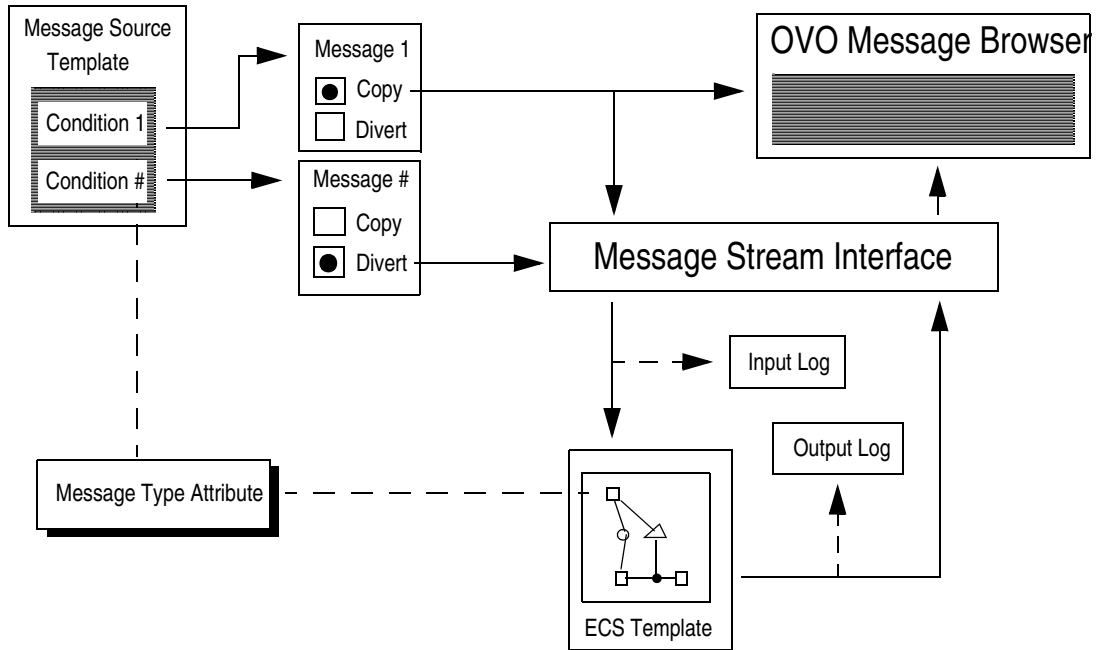 Message Source
Template
Condition 1
Condition #
Message 1
Copy
Divert
Message #
Copy
Divert
OVO Message Browser
Message Stream Interface
Input Log
Output Log
Message Type Attribute
ECS Template